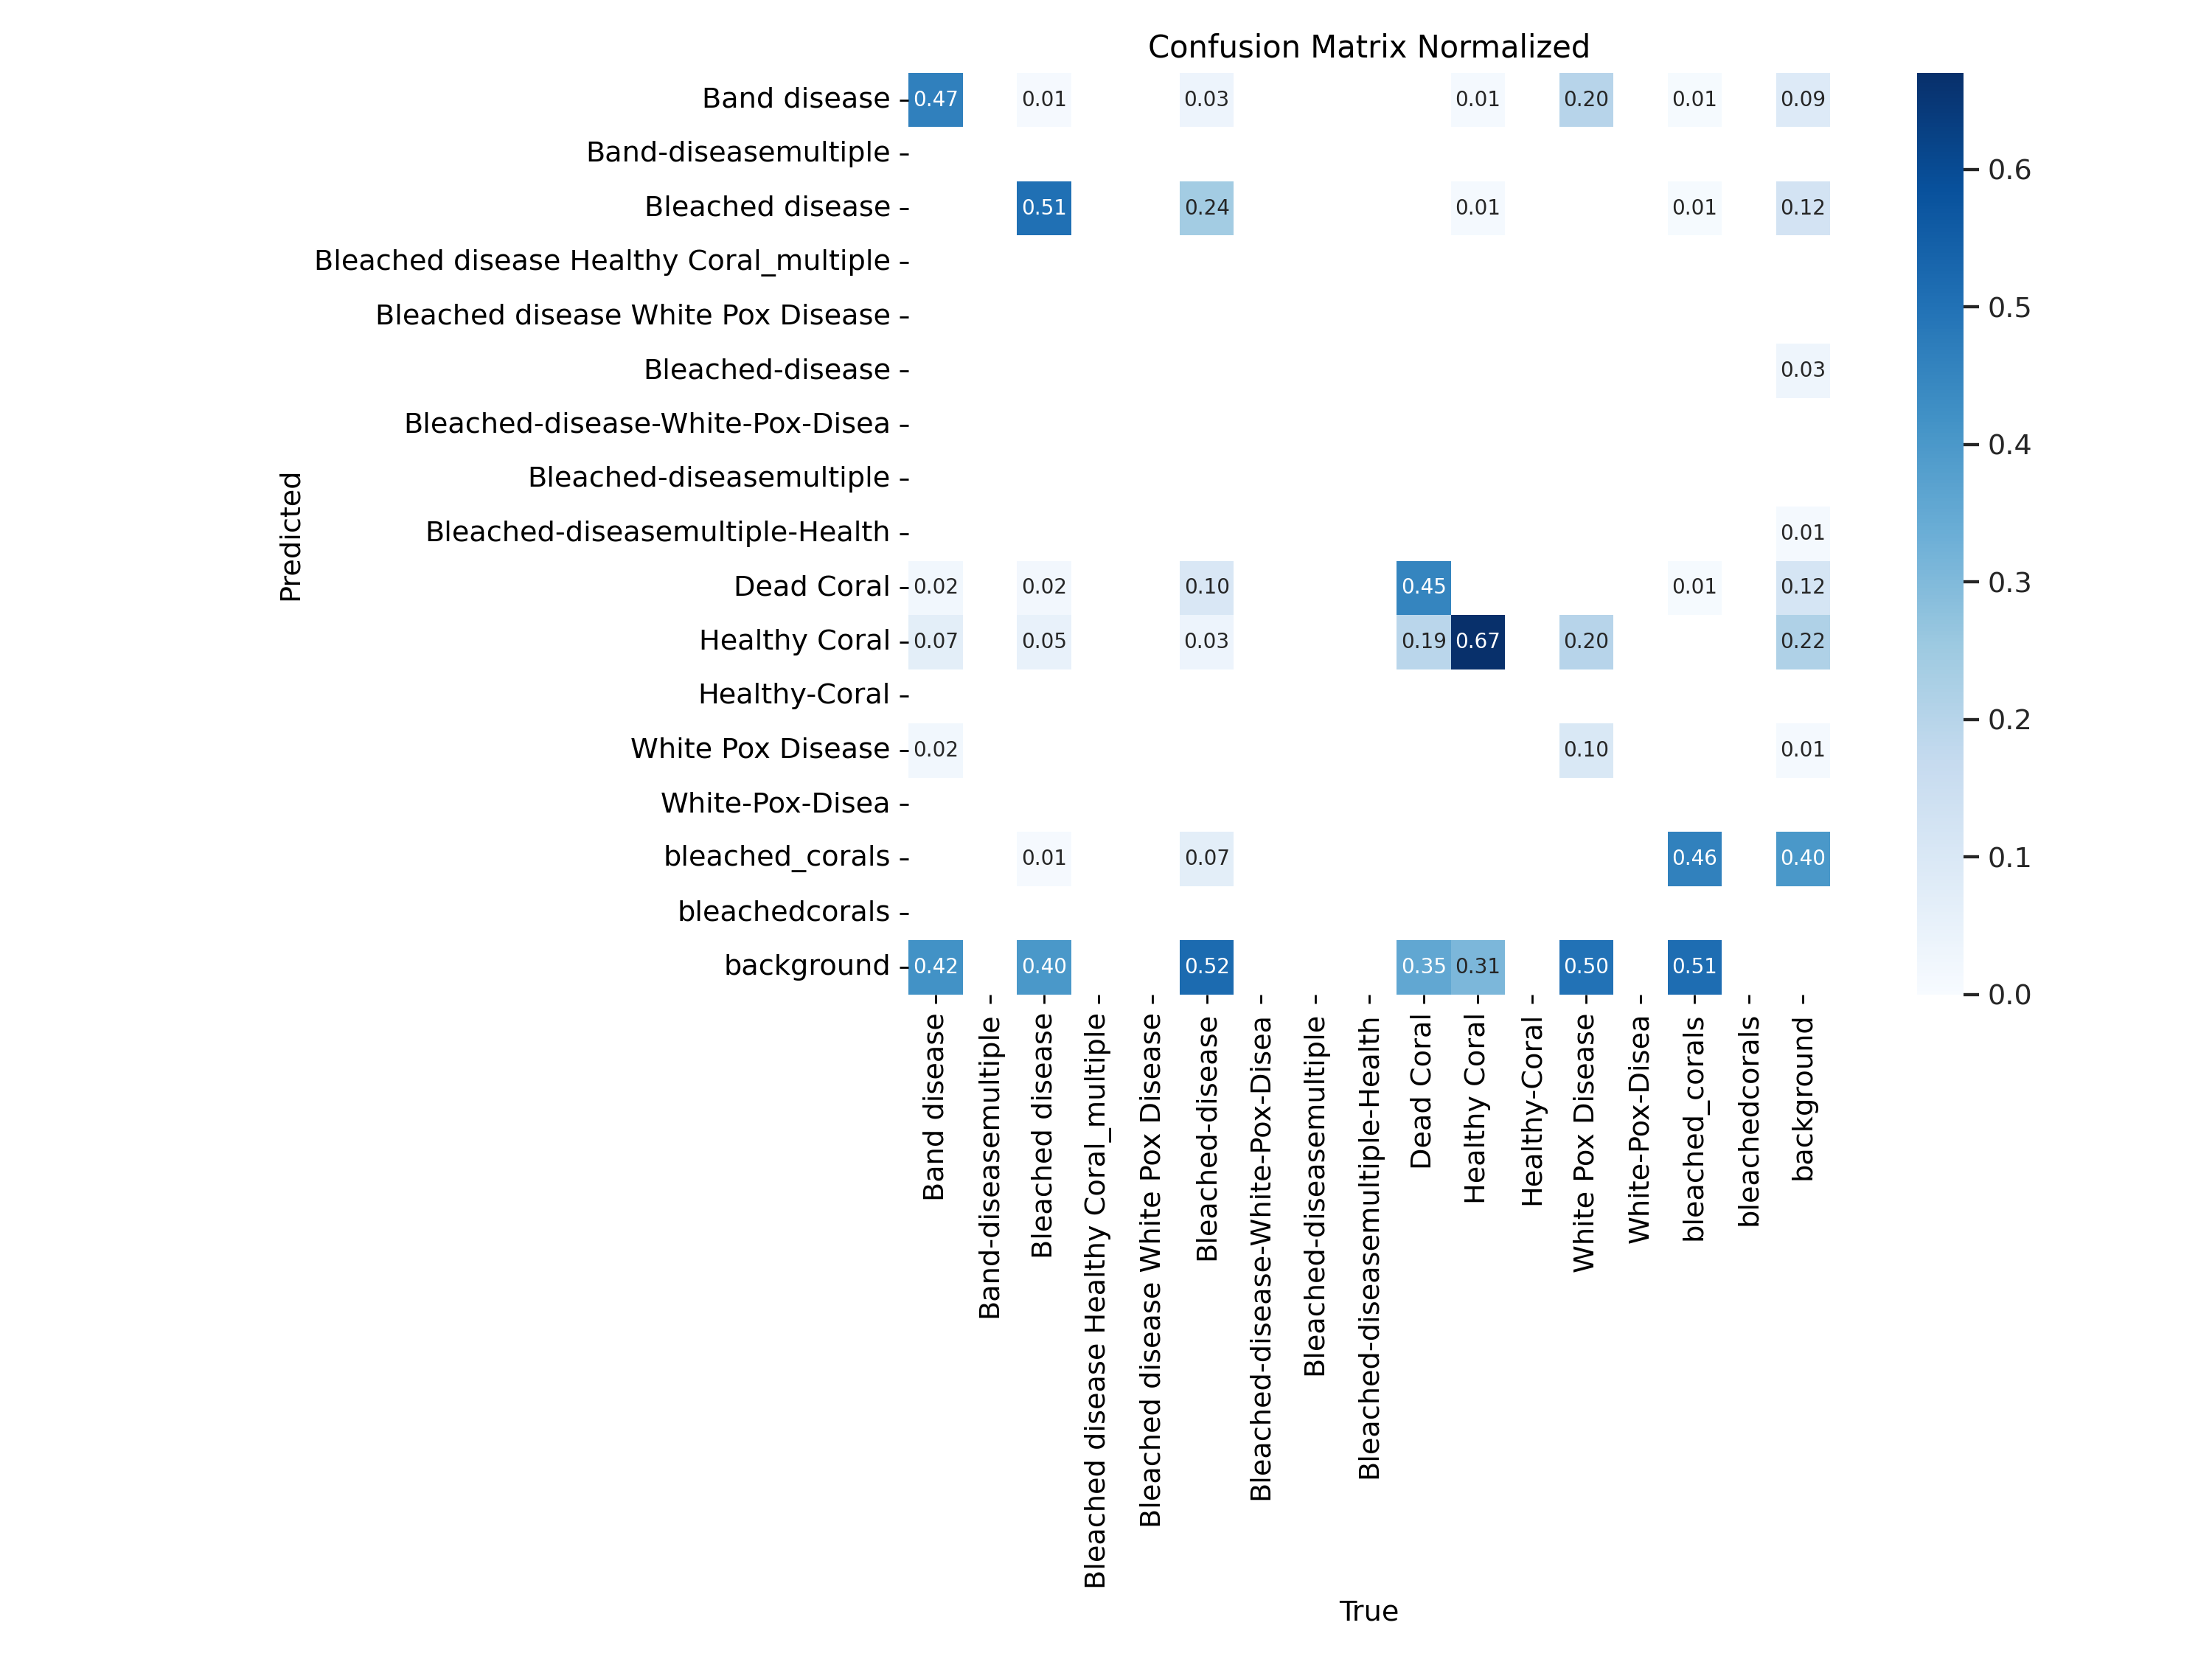 Confusion Matrix Normalized
Band disease 0.47 0.01 0.03 0.01 0.20 0.01 0.09
Band-diseasemultiple
Bleached disease 0.51 0.24 0.01 0.01 0.12
Bleached disease Healthy Coral_multiple
Bleached disease White Pox Disease
Bleached-disease 0.03
Bleached-disease-White-Pox-Disea
Bleached-diseasemultiple
Bleached-diseasemultiple-Health 0.01
Dead Coral 0.02 0.02 0.10 0.45 0.01 0.12
Healthy Coral 0.07 0.05 0.03 0.19 0.67 0.20 0.22
Healthy-Coral
White Pox Disease 0.02 0.10 0.01
White-Pox-Disea
bleached_corals 0.01 0.07 0.46 0.40
bleachedcorals
background 0.42 0.40 0.52 0.35 0.31 0.50 0.51
Predicted
Band disease
Band-diseasemultiple
Bleached disease
Bleached disease Healthy Coral_multiple
Bleached disease White Pox Disease
Bleached-disease
Bleached-disease-White-Pox-Disea
Bleached-diseasemultiple
Bleached-diseasemultiple-Health
Dead Coral
Healthy Coral
Healthy-Coral
White Pox Disease
White-Pox-Disea
bleached_corals
bleachedcorals
background
True
0.6
0.5
0.4
0.3
0.2
0.1
0.0